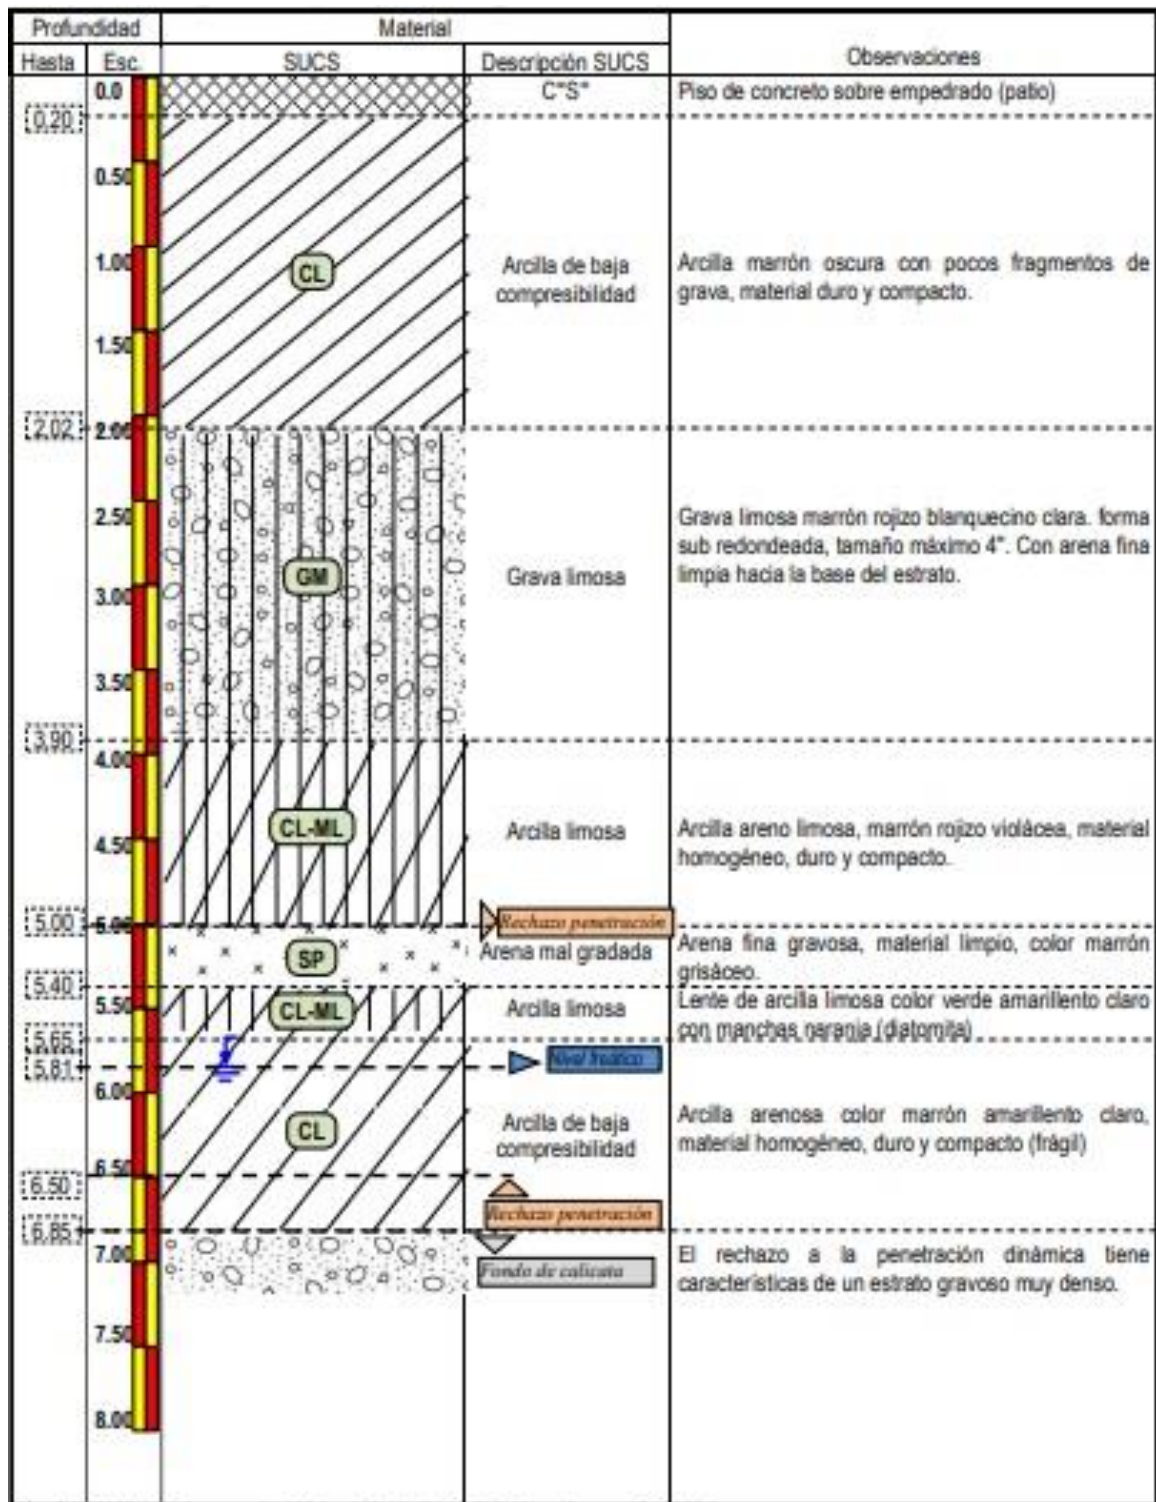 Profundidad
Material
Observaciones
Hasta
Esc.
SUCS
Descripción SUCS
0.0
C°S°
Piso de concreto sobre empedrado (patio)
0.20
0.50
1.00
CL
Arcilla de baja
compresibilidad
Arcilla marrón oscura con pocos fragmentos de
grava, material duro y compacto.
1.50
2.02
2.00
2.50
Grava limosa marrón rojizo blanquecino clara. forma
sub redondeada, tamaño máximo 4". Con arena fina
limpia hacia la base del estrato.
GM
Grava limosa
3.00
3.50
3.90
4.00
CL-ML
Arcilla limosa
Arcilla areno limosa, marrón rojizo violácea, material
homogéneo, duro y compacto.
4.50
5.00
5.00
Rechazo penetración
SP
Arena mal gradada
Arena fina gravosa, material limpio, color marrón
grisáceo.
5.40
5.50
CL-ML
Arcilla limosa
Lente de arcilla limosa color verde amarillento claro
con manchas naranja (diatomita)
5.65
5.81
Nivel freático
6.00
CL
Arcilla de baja
compresibilidad
Arcilla arenosa color marrón amarillento claro,
material homogéneo, duro y compacto (frágil)
6.50
6.50
Rechazo penetración
6.85
7.00
Fondo de calicata
El rechazo a la penetración dinámica tiene
características de un estrato gravoso muy denso.
7.50
8.00